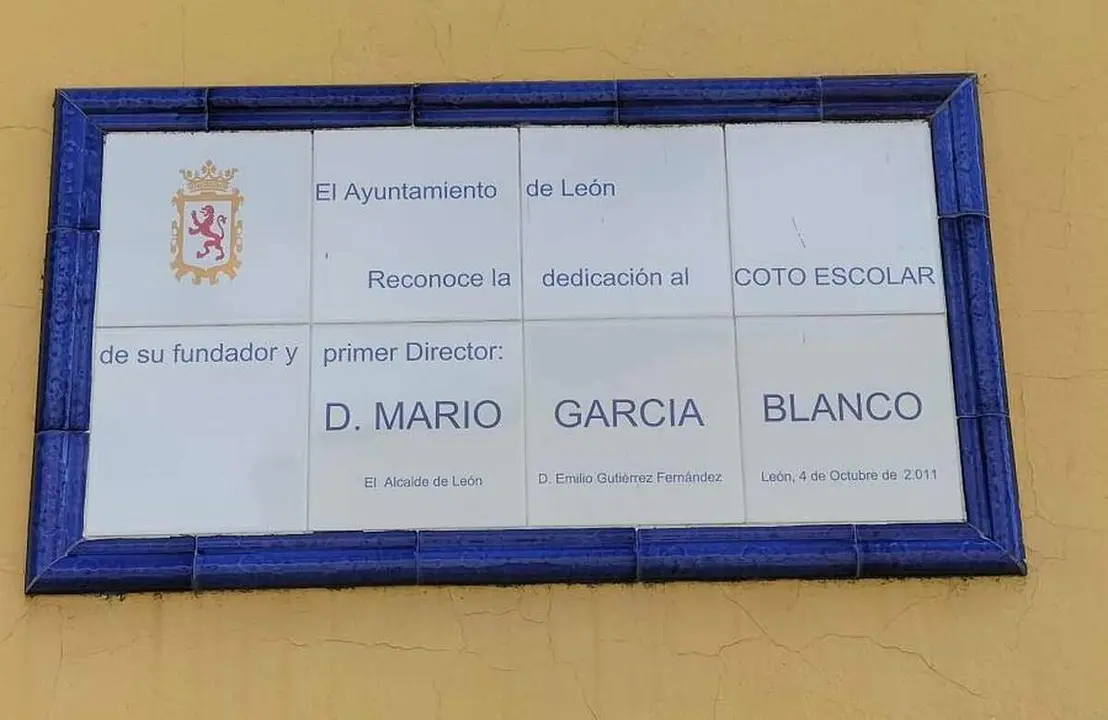 El Ayuntamiento de León
Reconoce la dedicación al COTO ESCOLAR
de su fundador y primer Director:
D. MARIO GARCIA BLANCO
El Alcalde de León D. Emilio Gutiérrez Fernández León, 4 de Octubre de 2.011